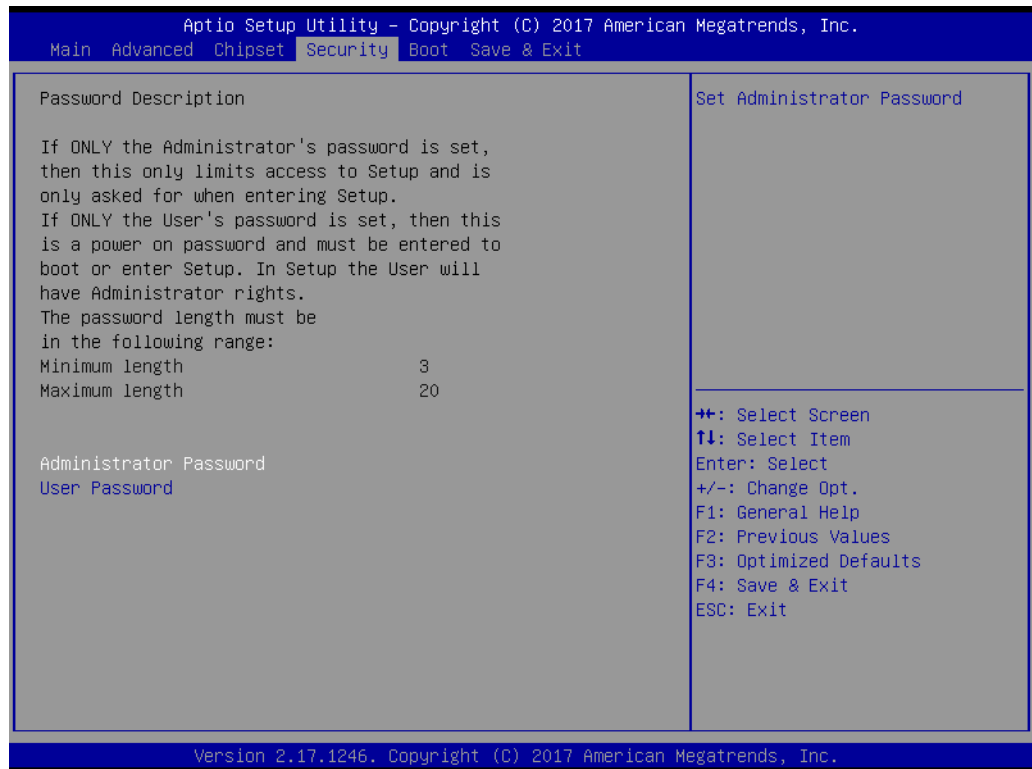 Aptio Setup Utility – Copyright (C) 2017 American Megatrends, Inc.
Main Advanced Chipset Security Boot Save & Exit
Password Description
If ONLY the Administrator's password is set,
then this only limits access to Setup and is
only asked for when entering Setup.
If ONLY the User's password is set, then this
is a power on password and must be entered to
boot or enter Setup. In Setup the User will
have Administrator rights.
The password length must be
in the following range:
Minimum length 3
Maximum length 20
Administrator Password
User Password
Set Administrator Password
→←: Select Screen
↑↓: Select Item
Enter: Select
+/-: Change Opt.
F1: General Help
F2: Previous Values
F3: Optimized Defaults
F4: Save & Exit
ESC: Exit
Version 2.17.1246. Copyright (C) 2017 American Megatrends, Inc.